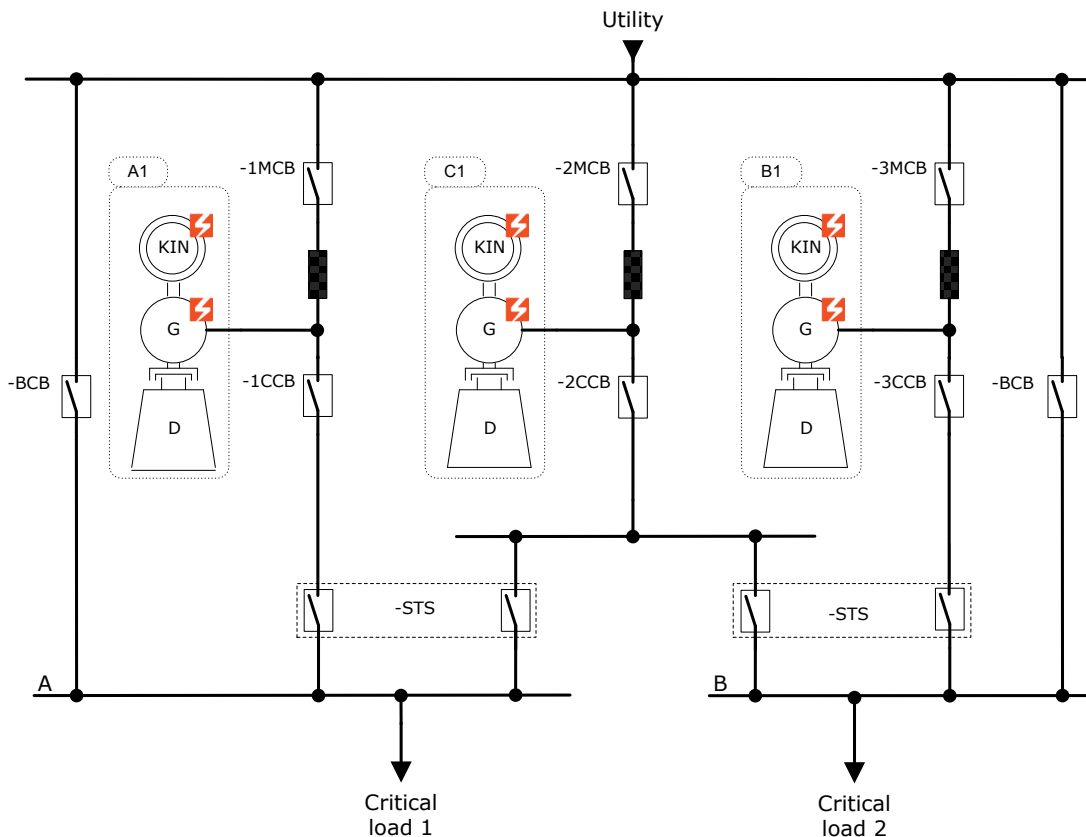 Utility
A1
-1MCB
C1
-2MCB
B1
-3MCB
KIN
KIN
KIN
G
G
G
-BCB
-1CCB
-2CCB
-3CCB
-BCB
D
D
D
-STS
-STS
A
B
Critical
load 1
Critical
load 2